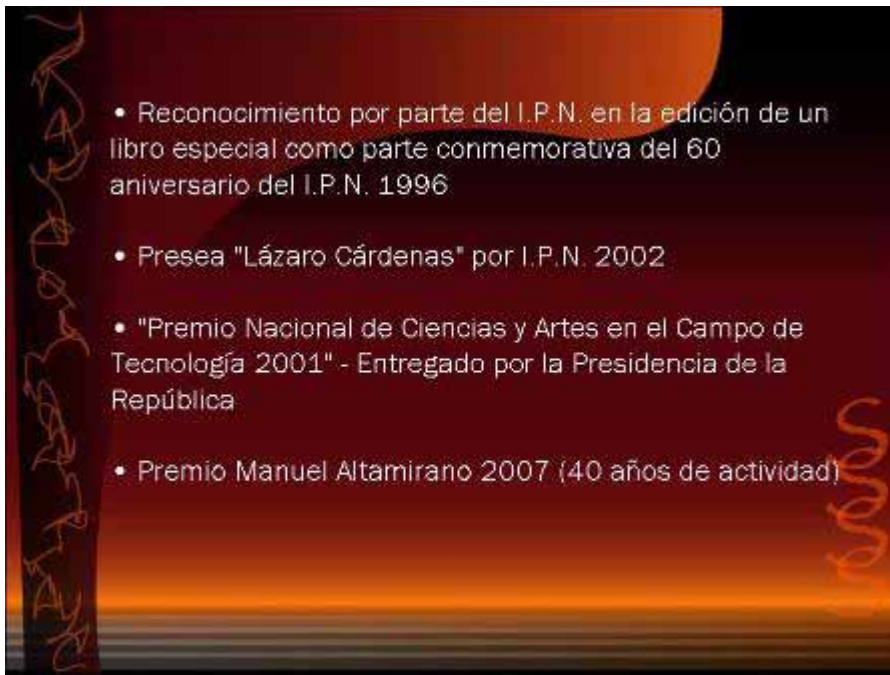 • Reconocimiento por parte del I.P.N. en la edición de un
libro especial como parte conmemorativa del 60
aniversario del I.P.N. 1996
• Presea "Lázaro Cárdenas" por I.P.N. 2002
• "Premio Nacional de Ciencias y Artes en el Campo de
Tecnología 2001" - Entregado por la Presidencia de la
República
• Premio Manuel Altamirano 2007 (40 años de actividad)